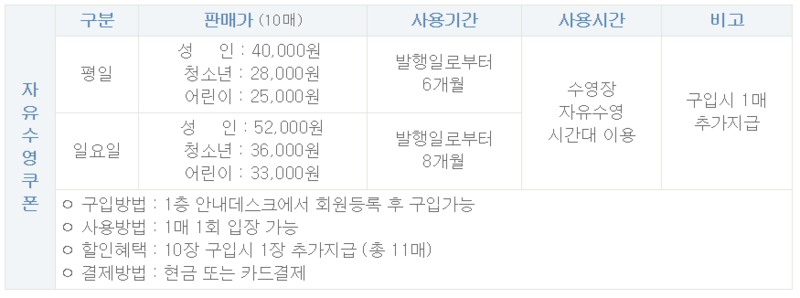 구분 판매가 (10매) 사용기간 사용시간 비고
자유수영쿠폰
평일
성 인 : 40,000원
청소년 : 28,000원
어린이 : 25,000원
발행일로부터
6개월
일요일
성 인 : 52,000원
청소년 : 36,000원
어린이 : 33,000원
발행일로부터
8개월
수영장
자유수영
시간대 이용
구입시 1매
추가지급
ㅇ 구입방법 : 1층 안내데스크에서 회원등록 후 구입가능
ㅇ 사용방법 : 1매 1회 입장 가능
ㅇ 할인혜택 : 10장 구입시 1장 추가지급 (총 11매)
ㅇ 결제방법 : 현금 또는 카드결제